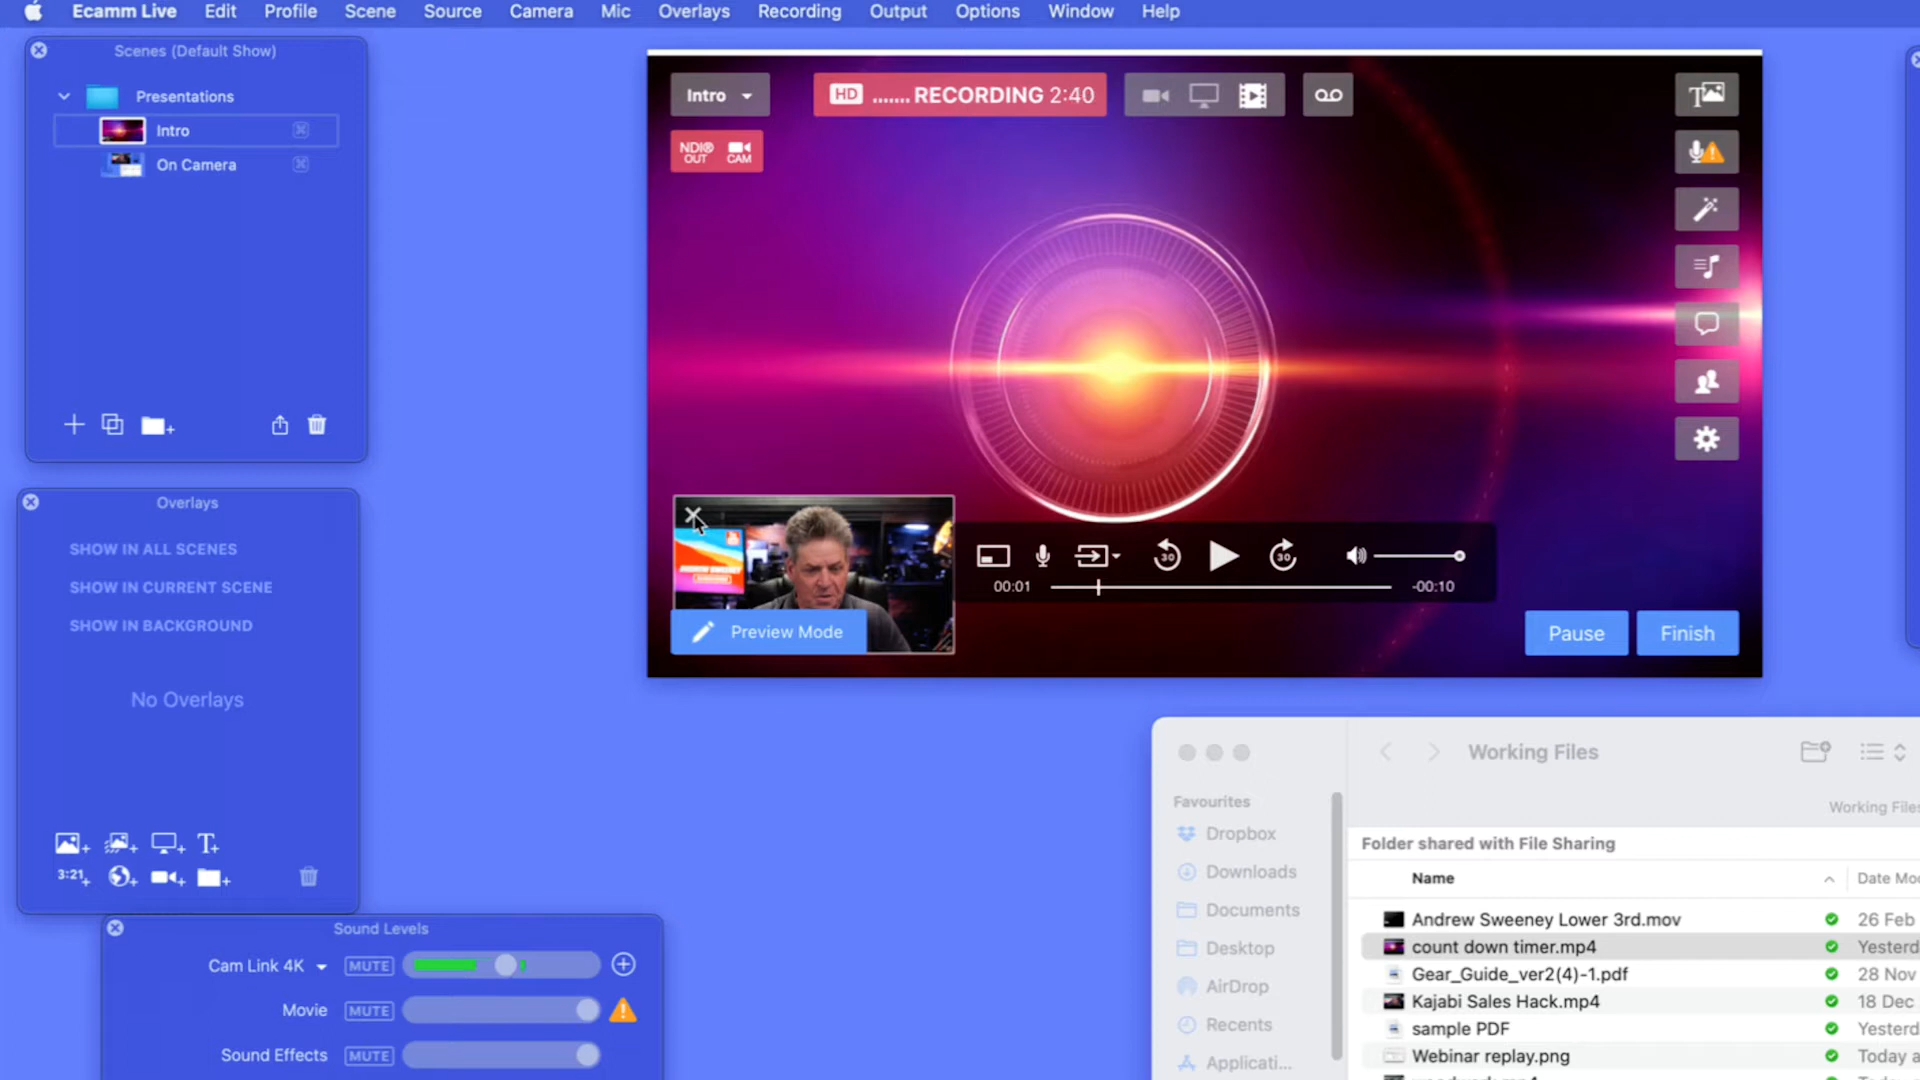 Ecamm Live Edit Profile Scene Source Camera Mic Overlays Recording Output Options Window Help
Scenes (Default Show)
Presentations
Intro
On Camera
Intro
HD ....... RECORDING 2:40
NDI® OUT CAM
T
30
30
00:01
-00:10
Preview Mode
Pause
Finish
ANDREW SWEENEY
Overlays
SHOW IN ALL SCENES
SHOW IN CURRENT SCENE
SHOW IN BACKGROUND
No Overlays
T+
3:21+
Sound Levels
Cam Link 4K MUTE
Movie MUTE
Sound Effects MUTE
Working Files
Working Files
Favourites
Dropbox
Downloads
Documents
Desktop
AirDrop
Recents
Applicati...
Folder shared with File Sharing
Name Date Mo
Andrew Sweeney Lower 3rd.mov 26 Feb
count down timer.mp4 Yesterd
Gear_Guide_ver2(4)-1.pdf 28 Nov
Kajabi Sales Hack.mp4 18 Dec
sample PDF Yesterd
Webinar replay.png Today a